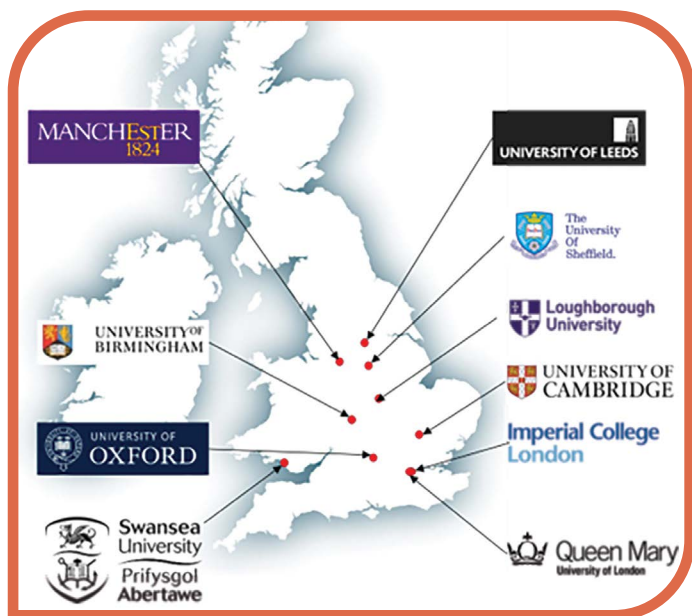 MANCHESTER
1824
UNIVERSITY OF LEEDS
The
University
Of
Sheffield.
Loughborough
University
UNIVERSITY OF
BIRMINGHAM
UNIVERSITY OF
CAMBRIDGE
UNIVERSITY OF
OXFORD
Imperial College
London
Swansea
University
Prifysgol
Abertawe
Queen Mary
University of London